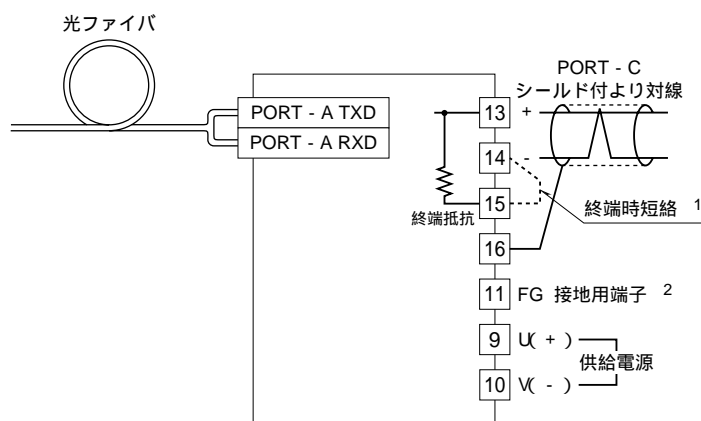 光ファイバ
PORT - A TXD
PORT - A RXD
PORT - C
シールド付より対線
13 +
14 -
15
終端抵抗
終端時短絡 1
16
11 FG 接地用端子 2
9 U( + )
供給電源
10 V( - )